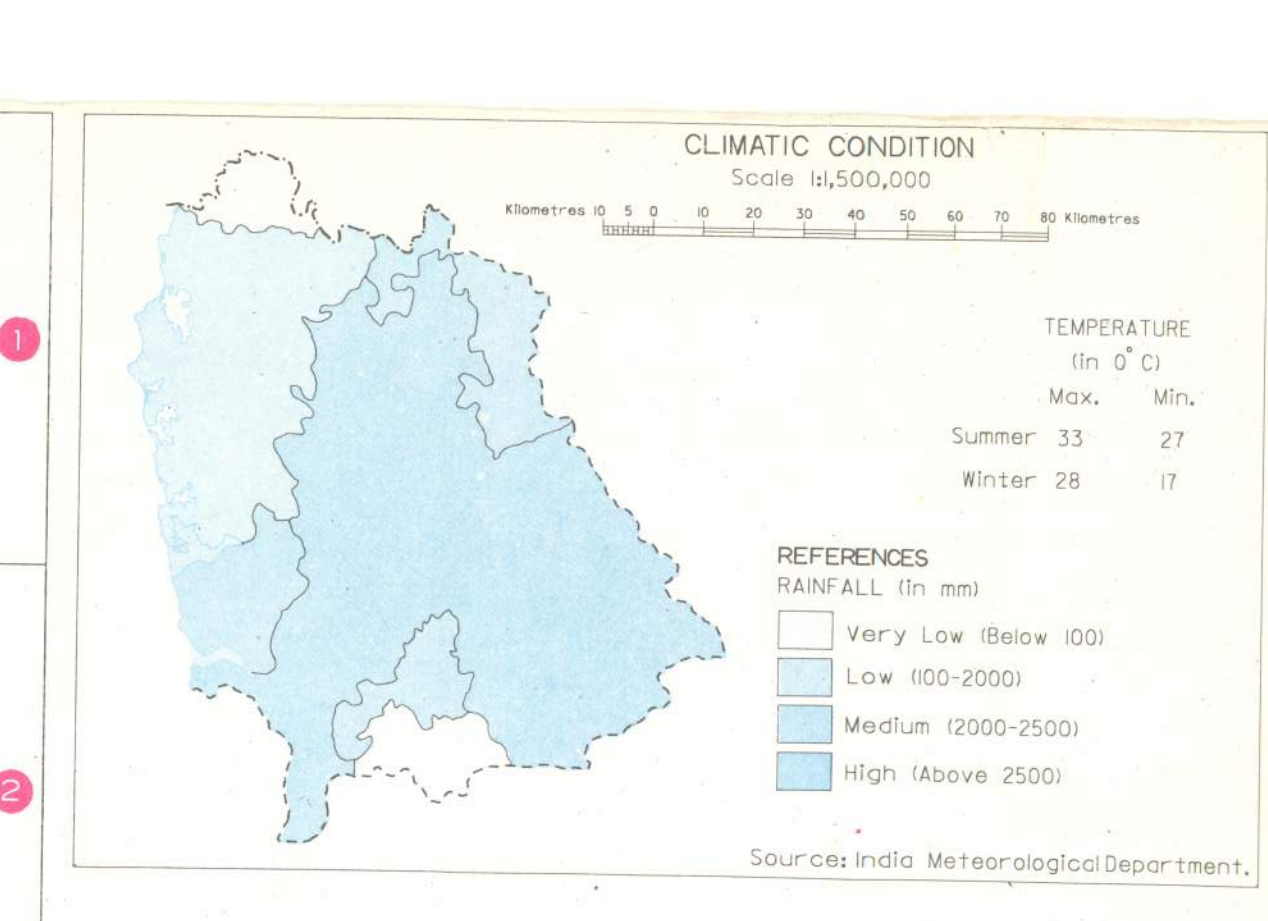 CLIMATIC CONDITION
Scale 1:1,500,000
Kilometres 10 5 0 10 20 30 40 50 60 70 80 Kilometres
1
TEMPERATURE
(in 0° C)
Max. Min.
Summer 33 27
Winter 28 17
REFERENCES
RAINFALL (in mm)
Very Low (Below 100)
Low (100-2000)
Medium (2000-2500)
High (Above 2500)
2
Source: India Meteorological Department.